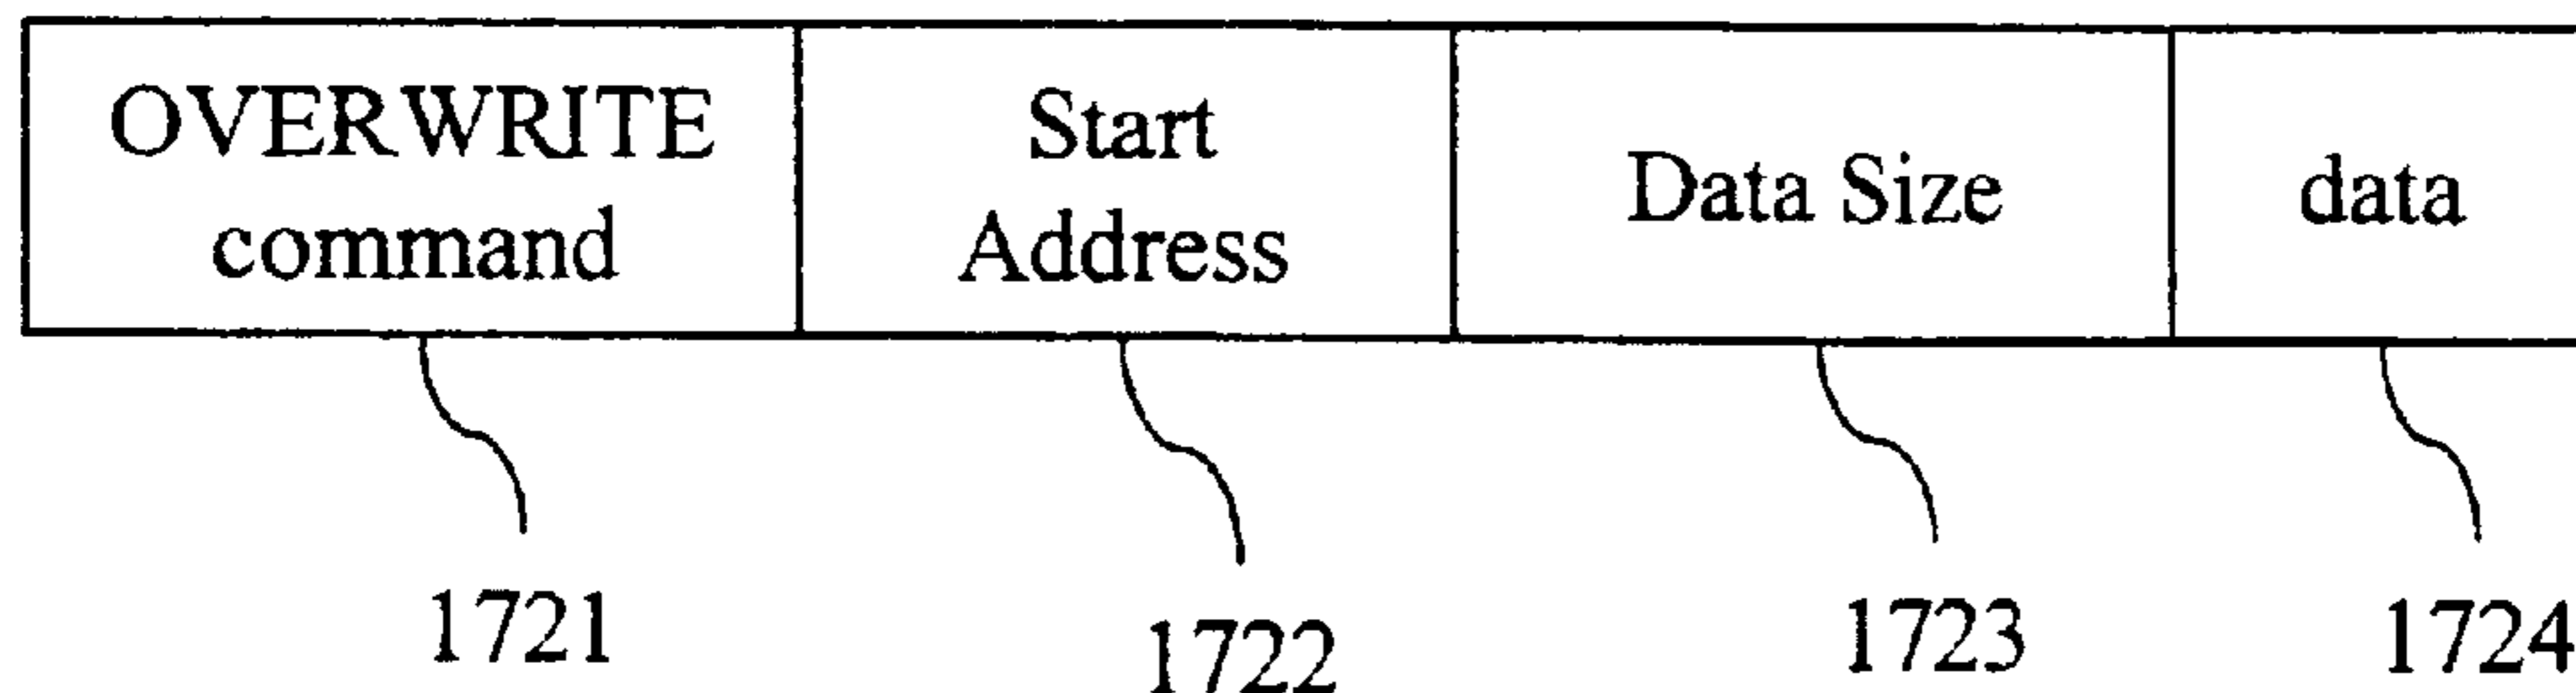 OVERWRITE
command
Start
Address
Data Size
data
1721
1722
1723
1724